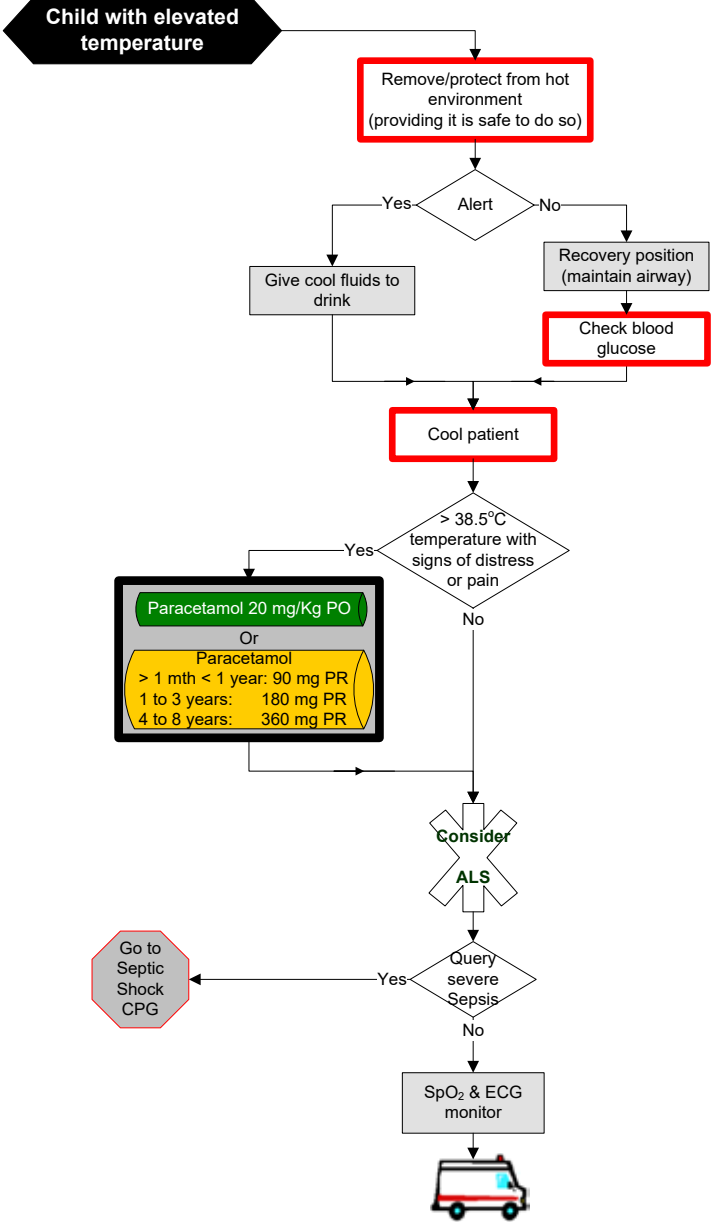 Child with elevated
temperature
Remove/protect from hot
environment
(providing it is safe to do so)
Alert
Yes
No
Give cool fluids to
drink
Recovery position
(maintain airway)
Check blood
glucose
Cool patient
> 38.5°C
temperature with
signs of distress
or pain
Yes
No
Paracetamol 20 mg/Kg PO
Or
Paracetamol
> 1 mth < 1 year: 90 mg PR
1 to 3 years: 180 mg PR
4 to 8 years: 360 mg PR
Consider
ALS
Query
severe
Sepsis
Yes
No
Go to
Septic
Shock
CPG
SpO₂ & ECG
monitor